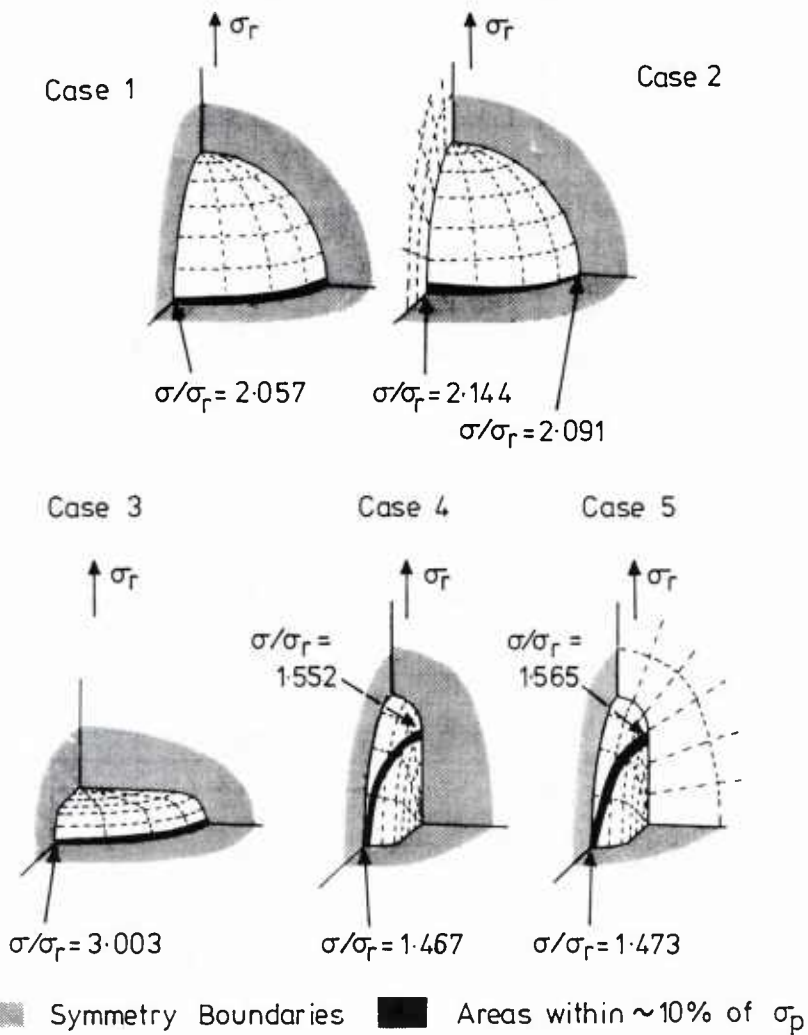 σr
σr
Case 1
Case 2
σ/σr = 2·057
σ/σr = 2·144
σ/σr = 2·091
Case 3
Case 4
Case 5
σr
σr
σr
σ/σr =
1·552
σ/σr =
1·565
σ/σr = 3·003
σ/σr = 1·467
σ/σr = 1·473
Symmetry Boundaries
Areas within ~10% of σp